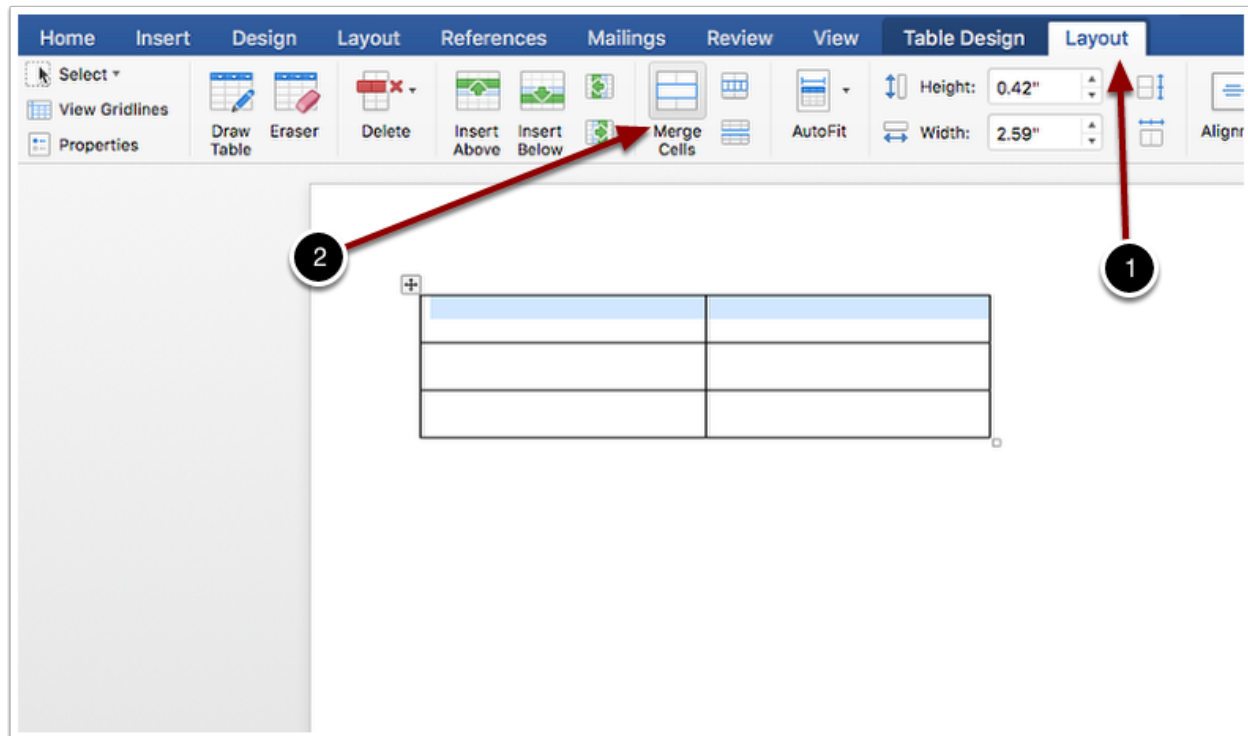 Home Insert Design Layout References Mailings Review View Table Design Layout
Select
View Gridlines
Properties
Draw
Table
Eraser
Delete
Insert
Above
Insert
Below
Merge
Cells
AutoFit
Height: 0.42"
Width: 2.59"
Alignm
2
1